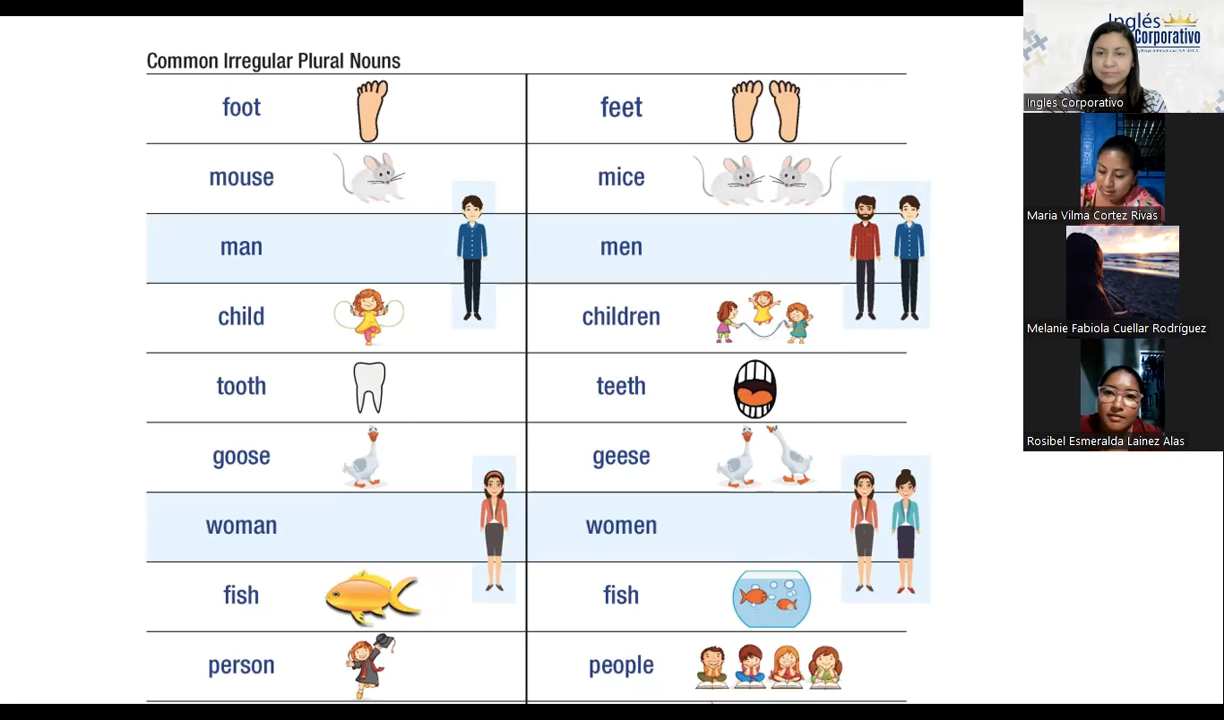 Common Irregular Plural Nouns
foot feet
mouse mice
man men
child children
tooth teeth
goose geese
woman women
fish fish
person people
Inglés
Corporativo
Ingles Corporativo
Maria Vilma Cortez Rivas
Melanie Fabiola Cuellar Rodríguez
Rosibel Esmeralda Lainez Alas